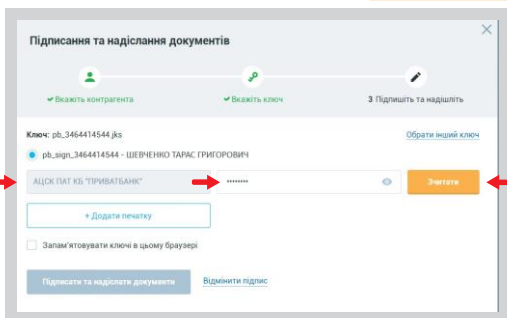 Підписання та надіслання документів
Вкажіть контрагента
Вкажіть ключ
3 Підпишіть та надішліть
Ключ: pb_3464414544.jks
Обрати інший ключ
pb_sign_3464414544 - ШЕВЧЕНКО ТАРАС ГРИГОРОВИЧ
АЦСК ПАТ КБ "ПРИВАТБАНК"
Зчитати
+ Додати печатку
Запам'ятовувати ключі в цьому браузері
Підписати та надіслати документи
Відмінити підпис